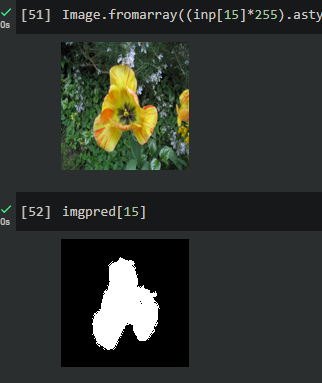 [51] Image.fromarray((inp[15]*255).asty
0s
[52] imgpred[15]
0s